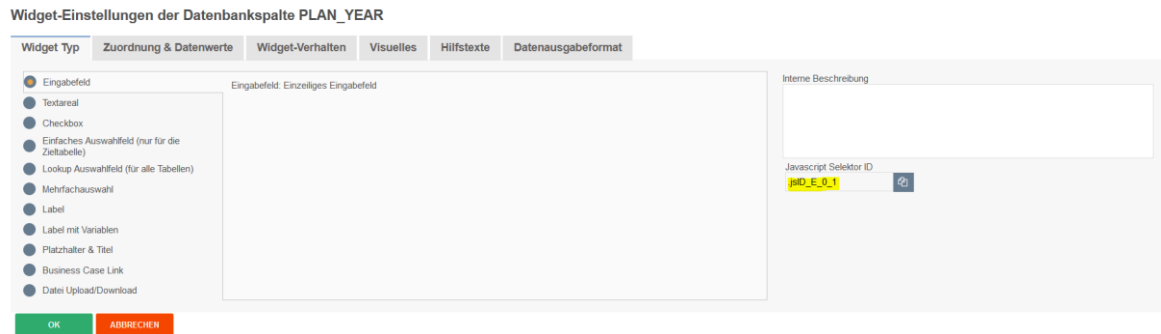 Widget-Einstellungen der Datenbankspalte PLAN_YEAR
Widget Typ Zuordnung & Datenwerte Widget-Verhalten Visuelles Hilfstexte Datenausgabeformat
Eingabefeld
Textareal
Checkbox
Einfaches Auswahlfeld (nur für die
Zieltabelle)
Lookup Auswahlfeld (für alle Tabellen)
Mehrfachauswahl
Label
Label mit Variablen
Platzhalter & Titel
Business Case Link
Datei Upload/Download
Eingabefeld: Einzeiliges Eingabefeld
Interne Beschreibung
Javascript Selektor ID
.jsID_E_0_1
OK ABBRECHEN